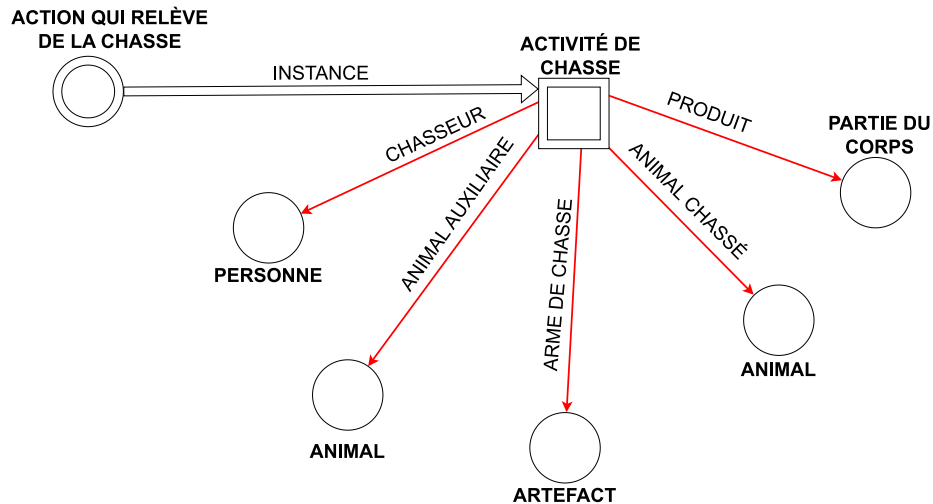 ACTION QUI RELÈVE
DE LA CHASSE
INSTANCE
ACTIVITÉ DE
CHASSE
PRODUIT
PARTIE DU
CORPS
CHASSEUR
ANIMAL AUXILIAIRE
ARME DE CHASSE
ANIMAL CHASSÉ
PERSONNE
ANIMAL
ANIMAL
ARTEFACT